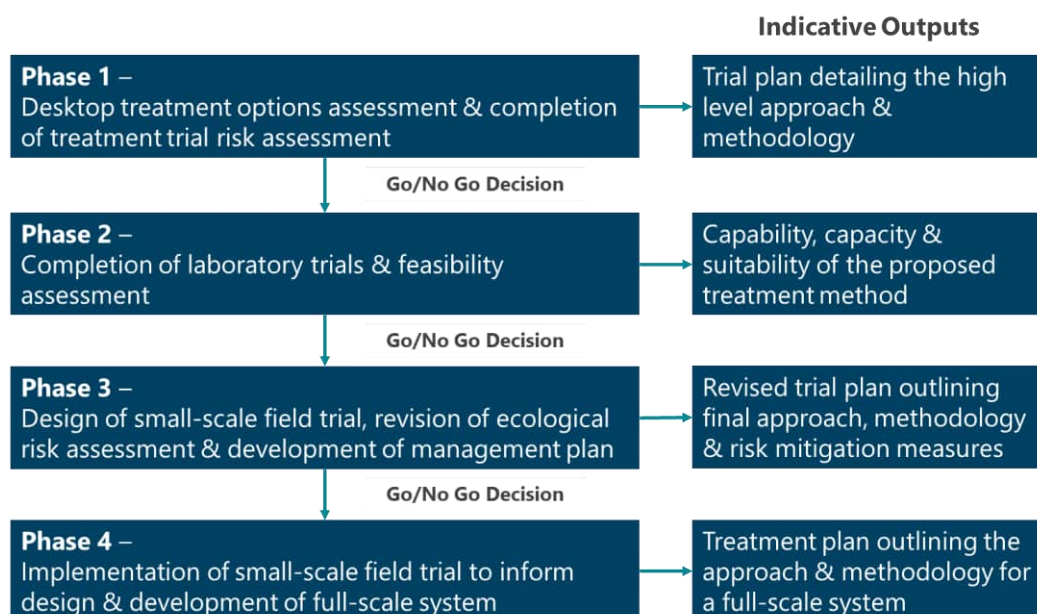 Indicative Outputs
Phase 1 –
Desktop treatment options assessment & completion
of treatment trial risk assessment
Trial plan detailing the high
level approach &
methodology
Go/No Go Decision
Phase 2 –
Completion of laboratory trials & feasibility
assessment
Capability, capacity &
suitability of the proposed
treatment method
Go/No Go Decision
Phase 3 –
Design of small-scale field trial, revision of ecological
risk assessment & development of management plan
Revised trial plan outlining
final approach, methodology
& risk mitigation measures
Go/No Go Decision
Phase 4 –
Implementation of small-scale field trial to inform
design & development of full-scale system
Treatment plan outlining the
approach & methodology for
a full-scale system